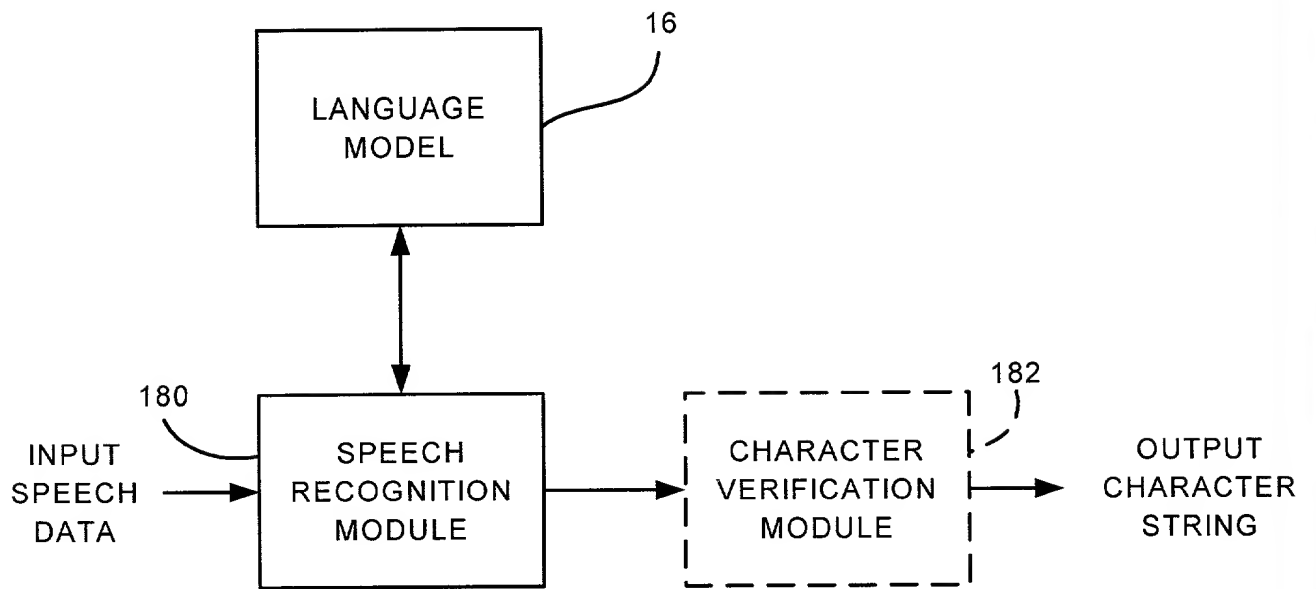 16
LANGUAGE
MODEL
180
INPUT
SPEECH
DATA
SPEECH
RECOGNITION
MODULE
182
CHARACTER
VERIFICATION
MODULE
OUTPUT
CHARACTER
STRING